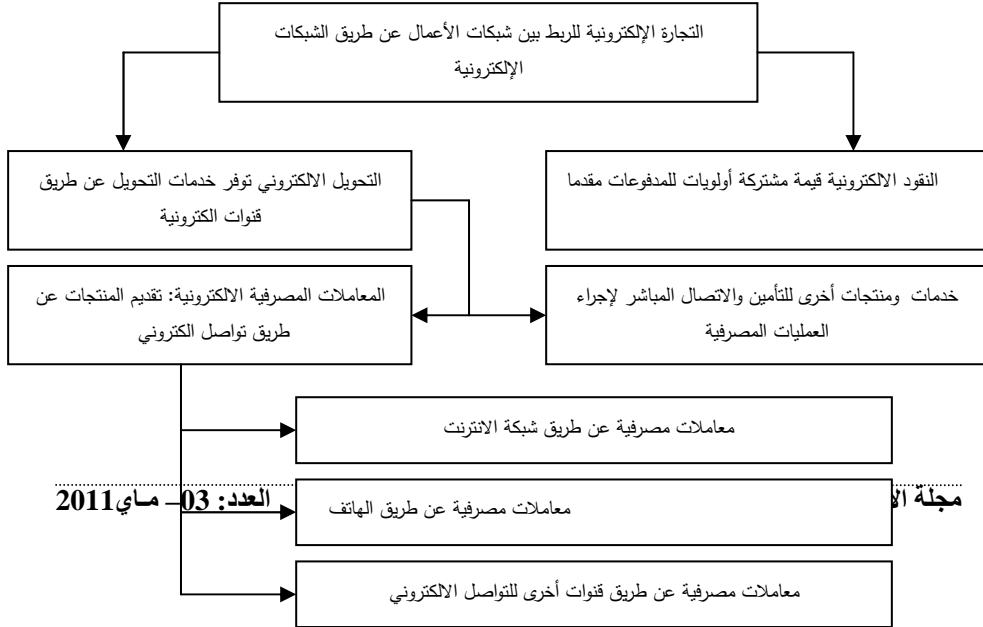 التجارة الإلكترونية للربط بين شبكات الأعمال عن طريق الشبكات
الإلكترونية
النقود الالكترونية قيمة مشتركة أولويات للمدفوعات مقدما
التحويل الالكتروني توفر خدمات التحويل عن طريق
قنوات الكترونية
خدمات ومنتجات أخرى للتأمين والاتصال المباشر لإجراء
العمليات المصرفية
المعاملات المصرفية الالكترونية: تقديم المنتجات عن
طريق تواصل الكتروني
معاملات مصرفية عن طريق شبكة الانترنت
مجلة
العدد: 03– مـاي2011
معاملات مصرفية عن طريق الهاتف
معاملات مصرفية عن طريق قنوات أخرى للتواصل الالكتروني